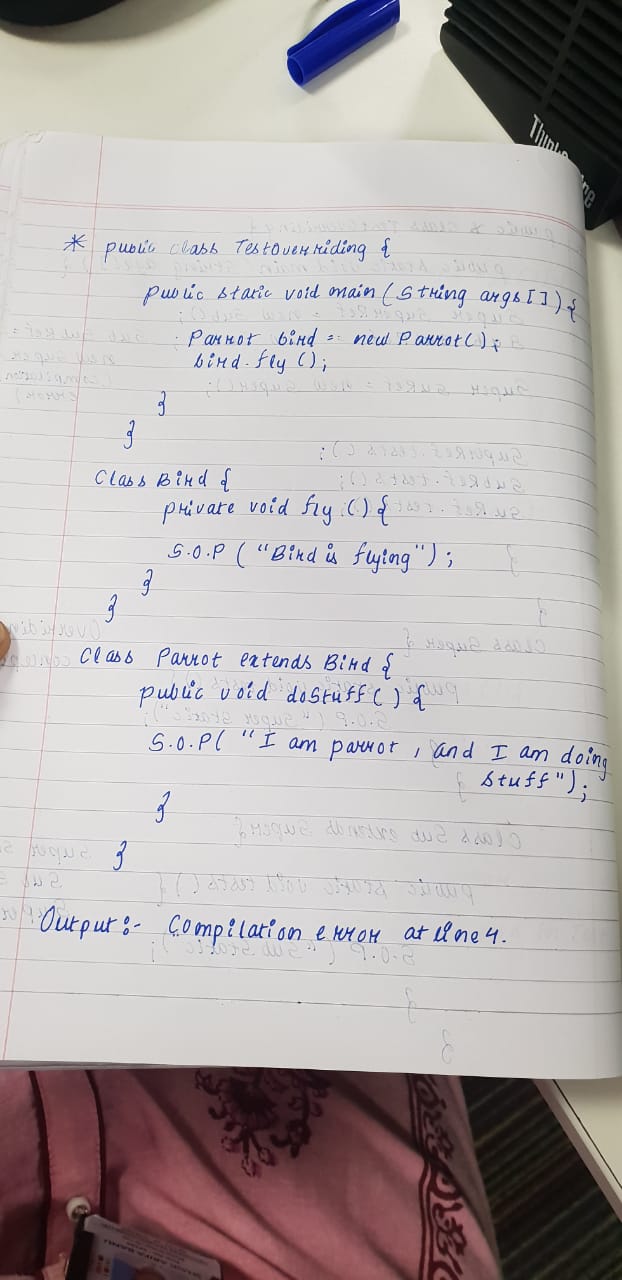 Think
ne
* public class TestOverriding {
public static void main (String args[]) {
Parrot bird = new Parrot();
bird.fly ();
}
}
Class Bird {
private void fly () {
S.O.P ("Bird is flying");
}
}
Class Parrot extends Bird {
public void doStuff() {
S.O.P( "I am parrot, and I am doing
stuff");
}
}
Output:- Compilation error at line 4.